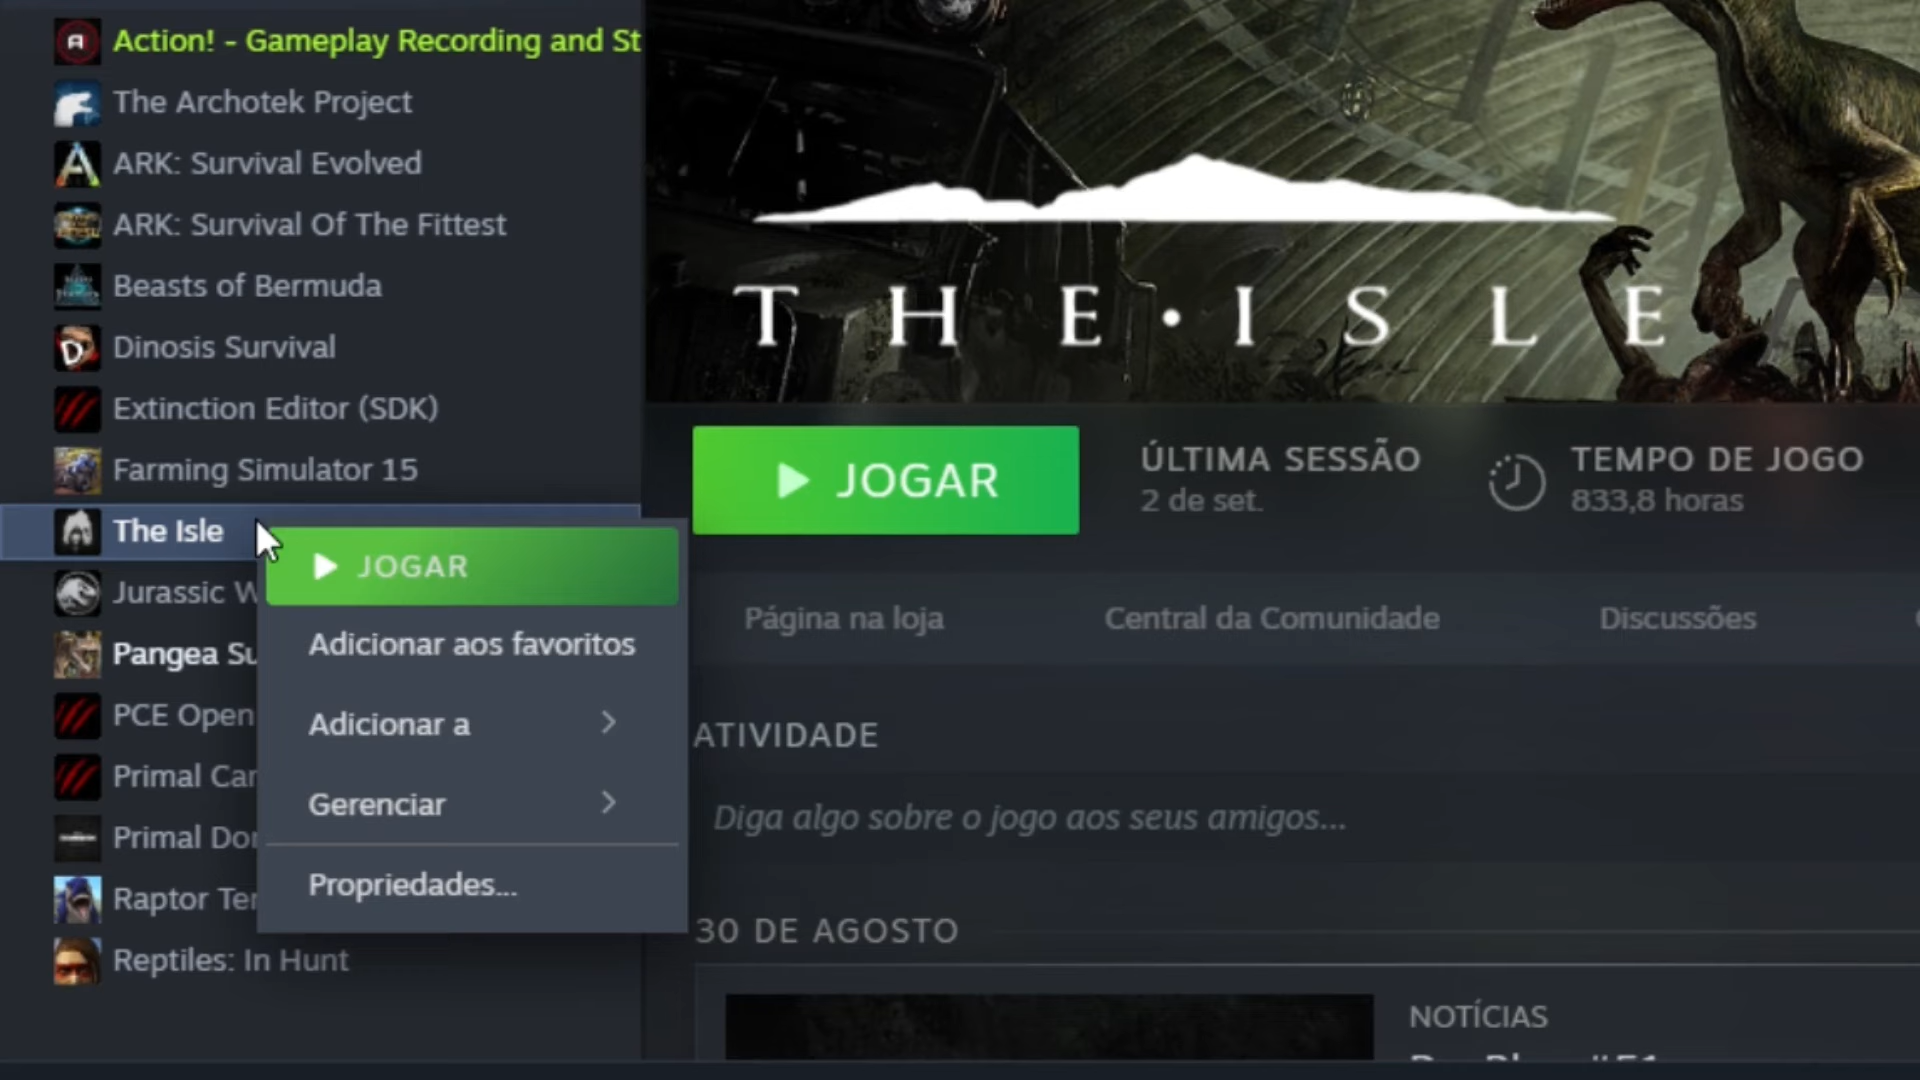 Action! - Gameplay Recording and St
The Archotek Project
ARK: Survival Evolved
ARK: Survival Of The Fittest
Beasts of Bermuda
Dinosis Survival
Extinction Editor (SDK)
Farming Simulator 15
The Isle
Jurassic W
Pangea Su
PCE Open
Primal Car
Primal Dor
Raptor Ter
Reptiles: In Hunt
JOGAR
Adicionar aos favoritos
Adicionar a
Gerenciar
Propriedades...
THE·ISLE
JOGAR
ÚLTIMA SESSÃO
2 de set.
TEMPO DE JOGO
833,8 horas
Página na loja
Central da Comunidade
Discussões
ATIVIDADE
Diga algo sobre o jogo aos seus amigos...
30 DE AGOSTO
NOTÍCIAS